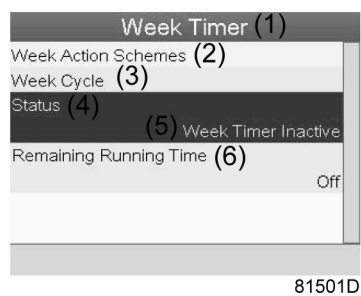 Week Timer (1)
Week Action Schemes (2)
Week Cycle (3)
Status (4)
(5) Week Timer Inactive
Remaining Running Time (6)
Off
81501D